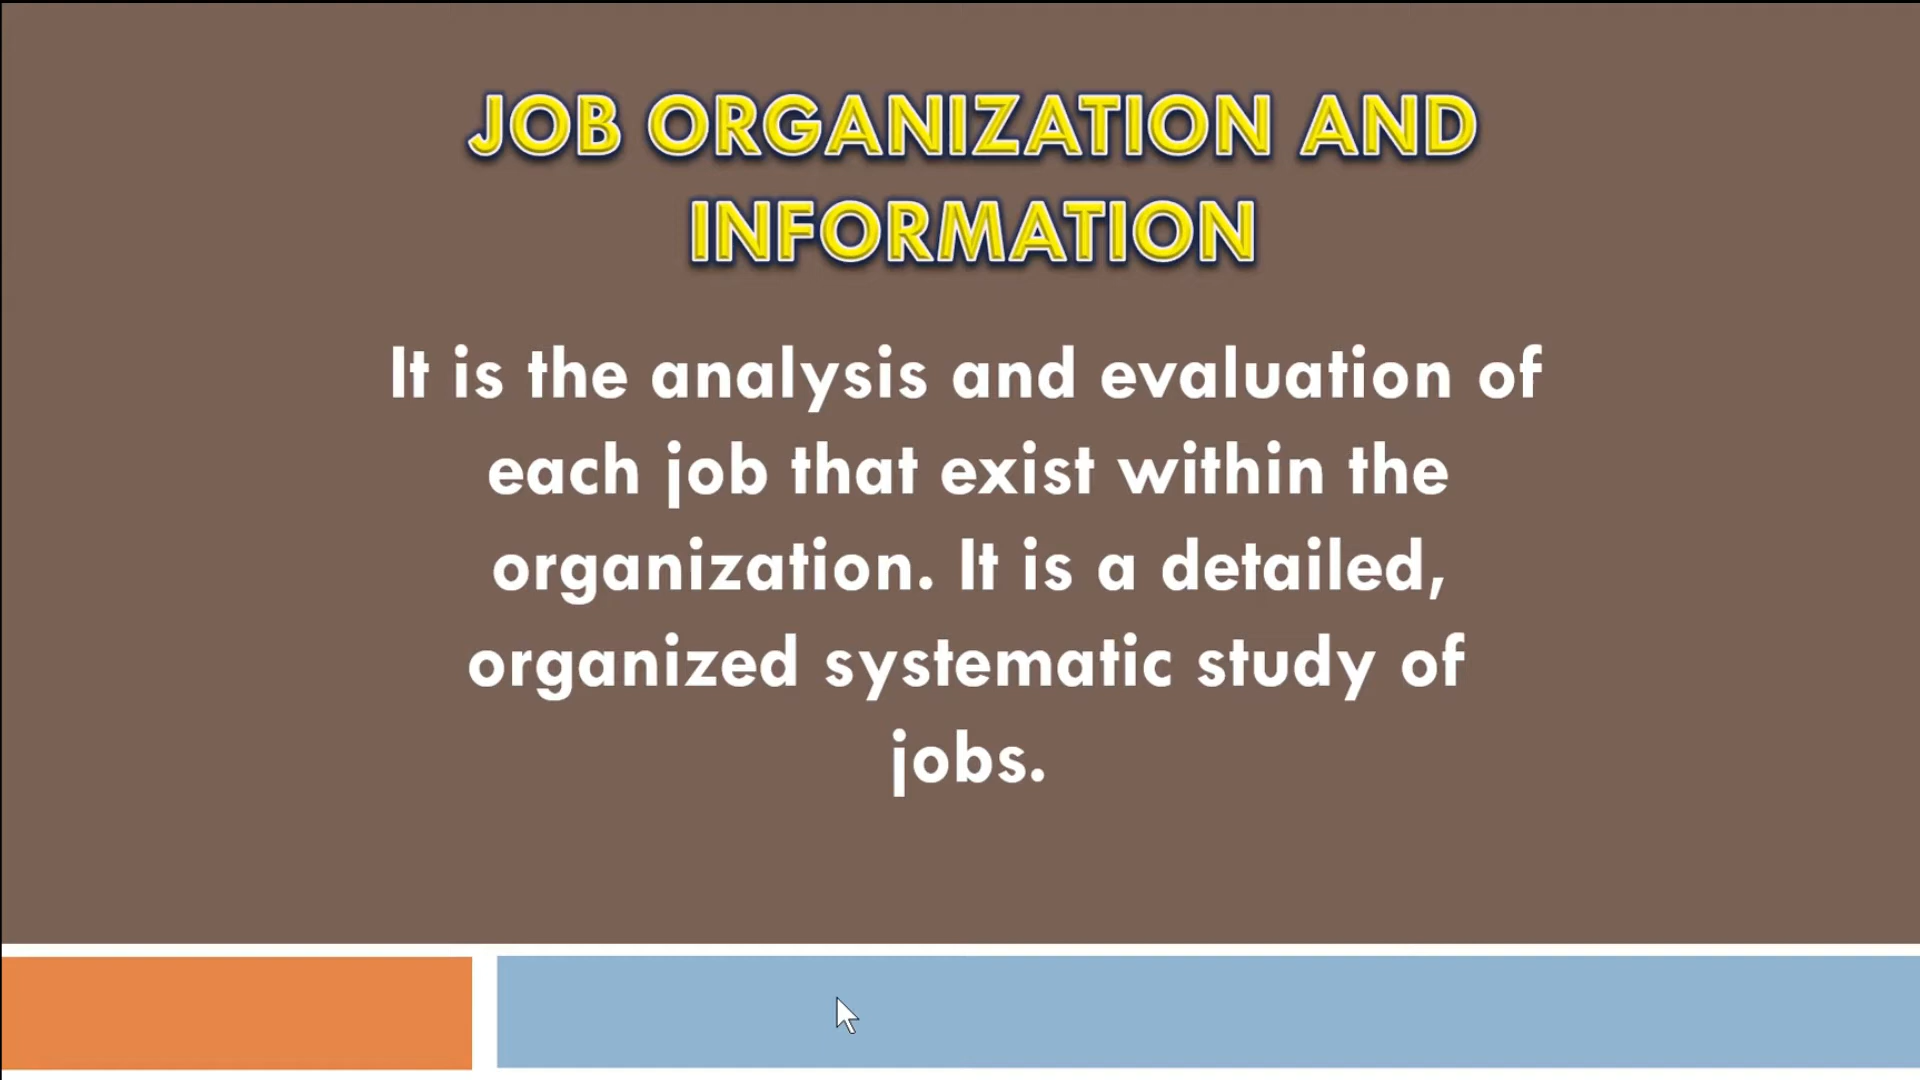 JOB ORGANIZATION AND
INFORMATION
It is the analysis and evaluation of
each job that exist within the
organization. It is a detailed,
organized systematic study of
jobs.